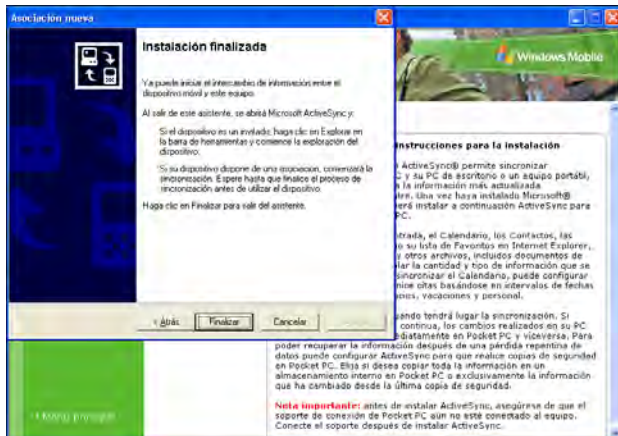 Asociación nueva
Instalación finalizada
Ya puede iniciar el intercambio de información entre el
dispositivo móvil y este equipo.
Al salir de este asistente, se abrirá Microsoft ActiveSync y:
Si el dispositivo es un invitado, haga clic en Explorar en
la barra de herramientas y comience la exploración del
dispositivo.
Si su dispositivo dispone de una asociación, comenzará la
sincronización. Espere hasta que finalice el proceso de
sincronización antes de utilizar el dispositivo.
Haga clic en Finalizar para salir del asistente.
< Atrás
Finalizar
Cancelar
Windows Mobile
instrucciones para la instalación
ActiveSync® permite sincronizar
C y su PC de escritorio o un equipo portátil,
la información más actualizada
Una vez haya instalado Microsoft®
erá instalar a continuación ActiveSync para
PC.
trada, el Calendario, los Contactos, las
o su lista de Favoritos en Internet Explorer,
y otros archivos, incluidos documentos de
lar la cantidad y tipo de información que se
sincronizar el Calendario, puede configurar
nice citas basándose en intervalos de fechas
vacaciones y personal.
uando tendrá lugar la sincronización. Si
continua, los cambios realizados en su PC
ediatamente en Pocket PC y viceversa. Para
poder recuperar la información después de una pérdida repentina de
datos puede configurar ActiveSync para que realice copias de seguridad
en Pocket PC. Elija si desea copiar toda la información en un
almacenamiento interno en Pocket PC o exclusivamente la información
que ha cambiado desde la última copia de seguridad.
Nota importante: antes de instalar ActiveSync, asegúrese de que el
soporte de conexión de Pocket PC aún no esté conectado al equipo.
Conecte el soporte después de instalar ActiveSync.
Menú principal